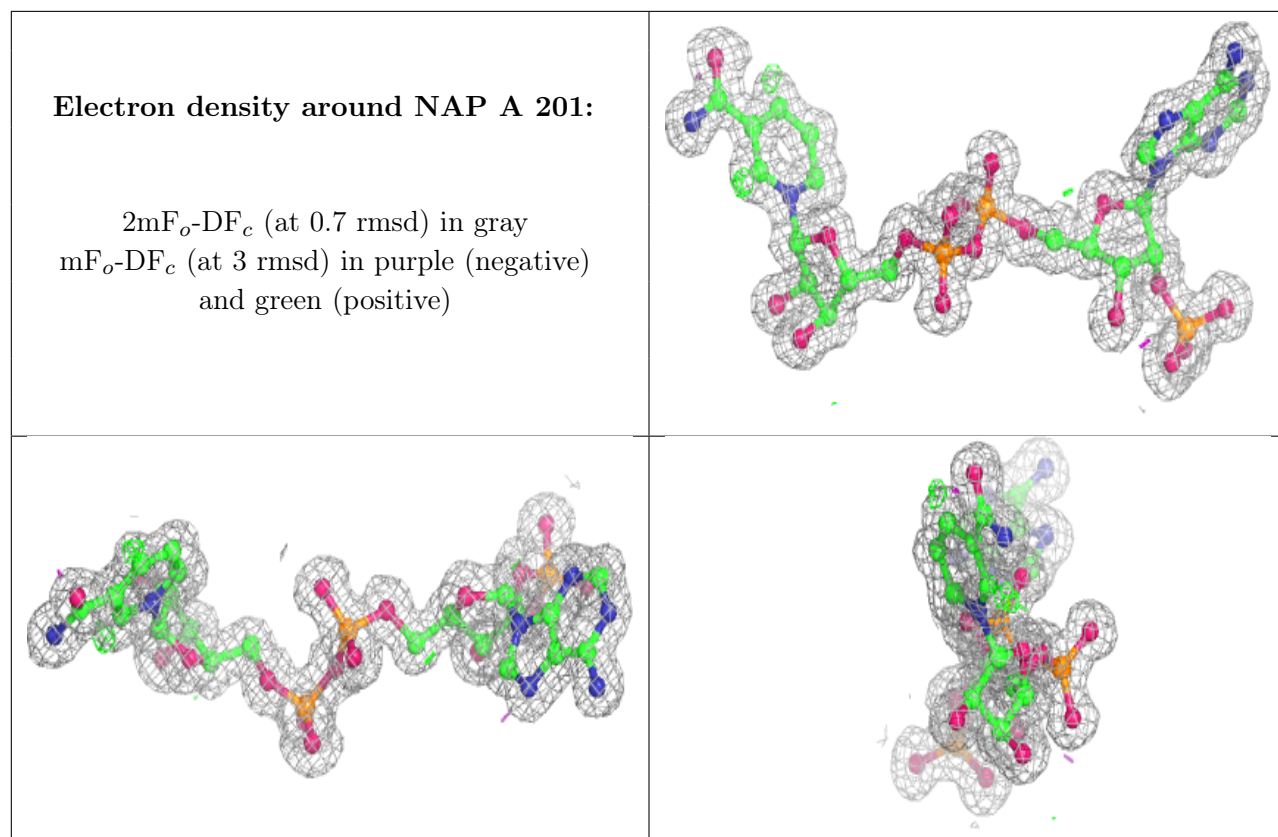 Electron density around NAP A 201:
2mFₒ-DF𝒸 (at 0.7 rmsd) in gray
mFₒ-DF𝒸 (at 3 rmsd) in purple (negative)
and green (positive)